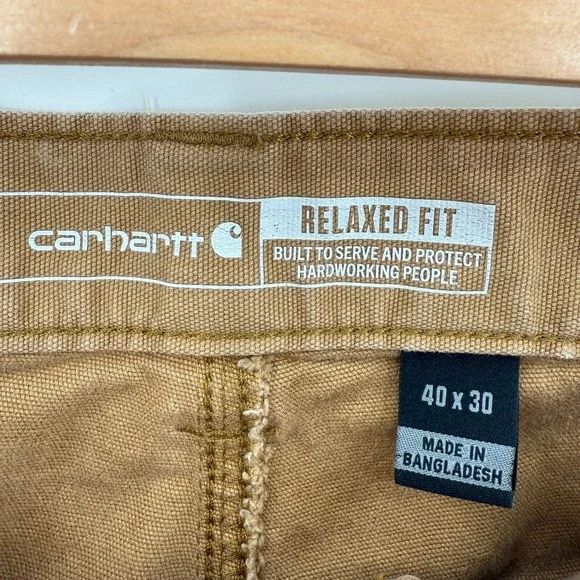 carhartt
RELAXED FIT
BUILT TO SERVE AND PROTECT
HARDWORKING PEOPLE
40 x 30
MADE IN
BANGLADESH